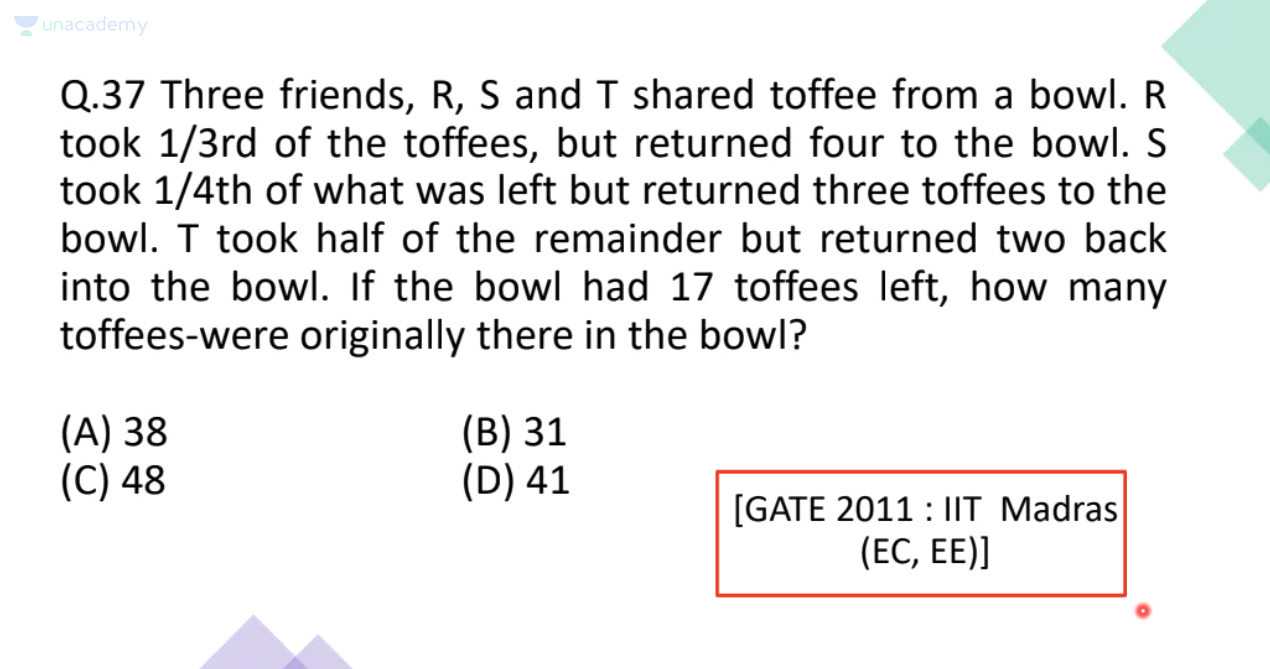 unacademy
Q.37 Three friends, R, S and T shared toffee from a bowl. R
took 1/3rd of the toffees, but returned four to the bowl. S
took 1/4th of what was left but returned three toffees to the
bowl. T took half of the remainder but returned two back
into the bowl. If the bowl had 17 toffees left, how many
toffees-were originally there in the bowl?
(A) 38 (B) 31
(C) 48 (D) 41
[GATE 2011 : IIT Madras
(EC, EE)]